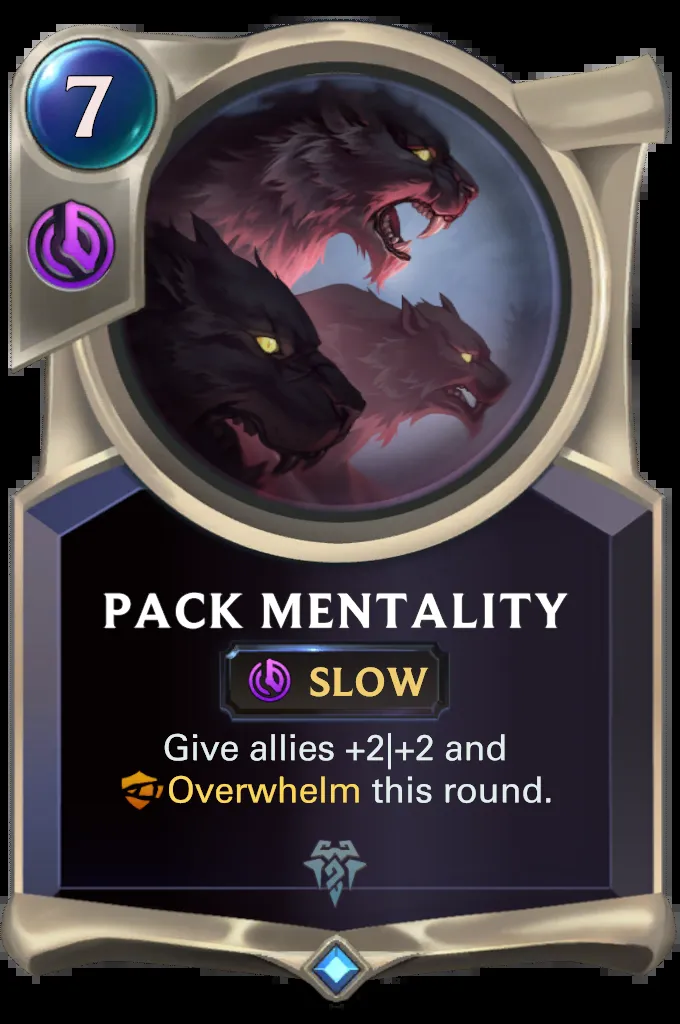 7
PACK MENTALITY
SLOW
Give allies +2|+2 and
Overwhelm this round.